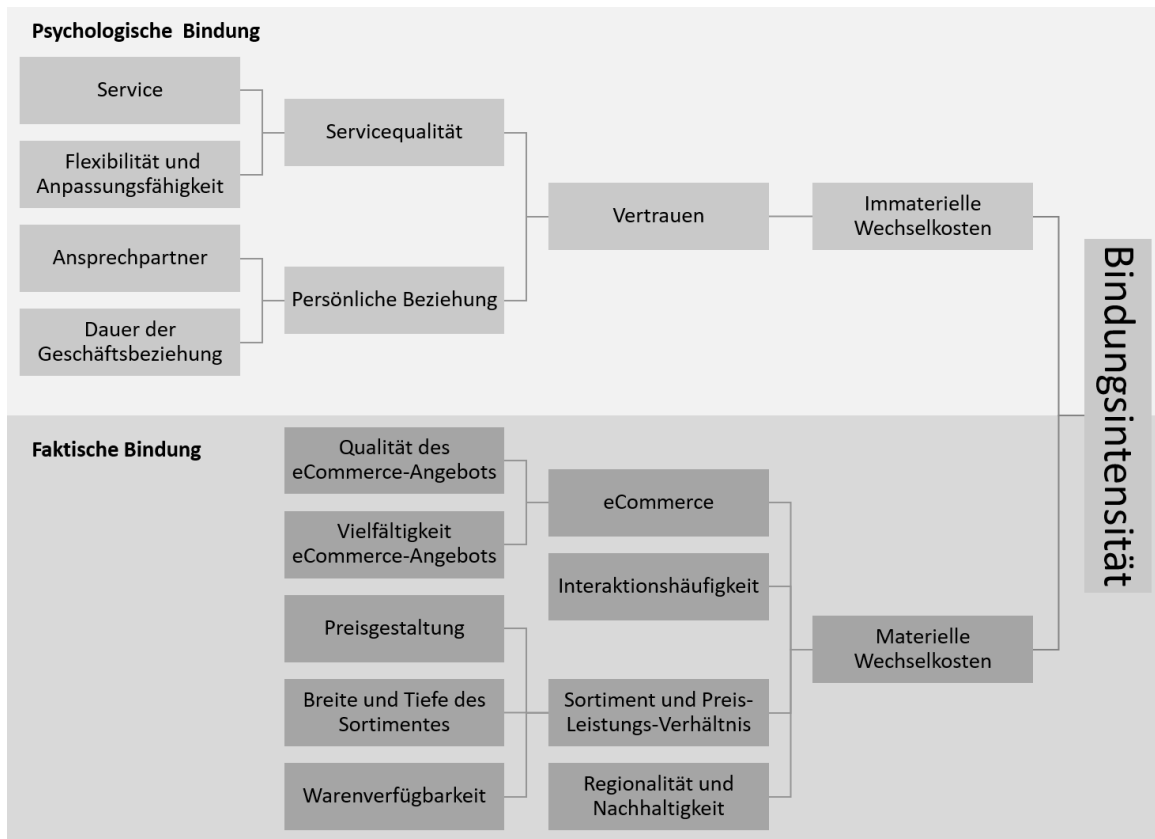 Psychologische Bindung
Service
Flexibilität und
Anpassungsfähigkeit
Ansprechpartner
Dauer der
Geschäftsbeziehung
Servicequalität
Persönliche Beziehung
Vertrauen
Immaterielle
Wechselkosten
Bindungsintensität
Faktische Bindung
Qualität des
eCommerce-Angebots
Vielfältigkeit
eCommerce-Angebots
Preisgestaltung
Breite und Tiefe des
Sortimentes
Warenverfügbarkeit
eCommerce
Interaktionshäufigkeit
Sortiment und Preis-
Leistungs-Verhältnis
Regionalität und
Nachhaltigkeit
Materielle
Wechselkosten